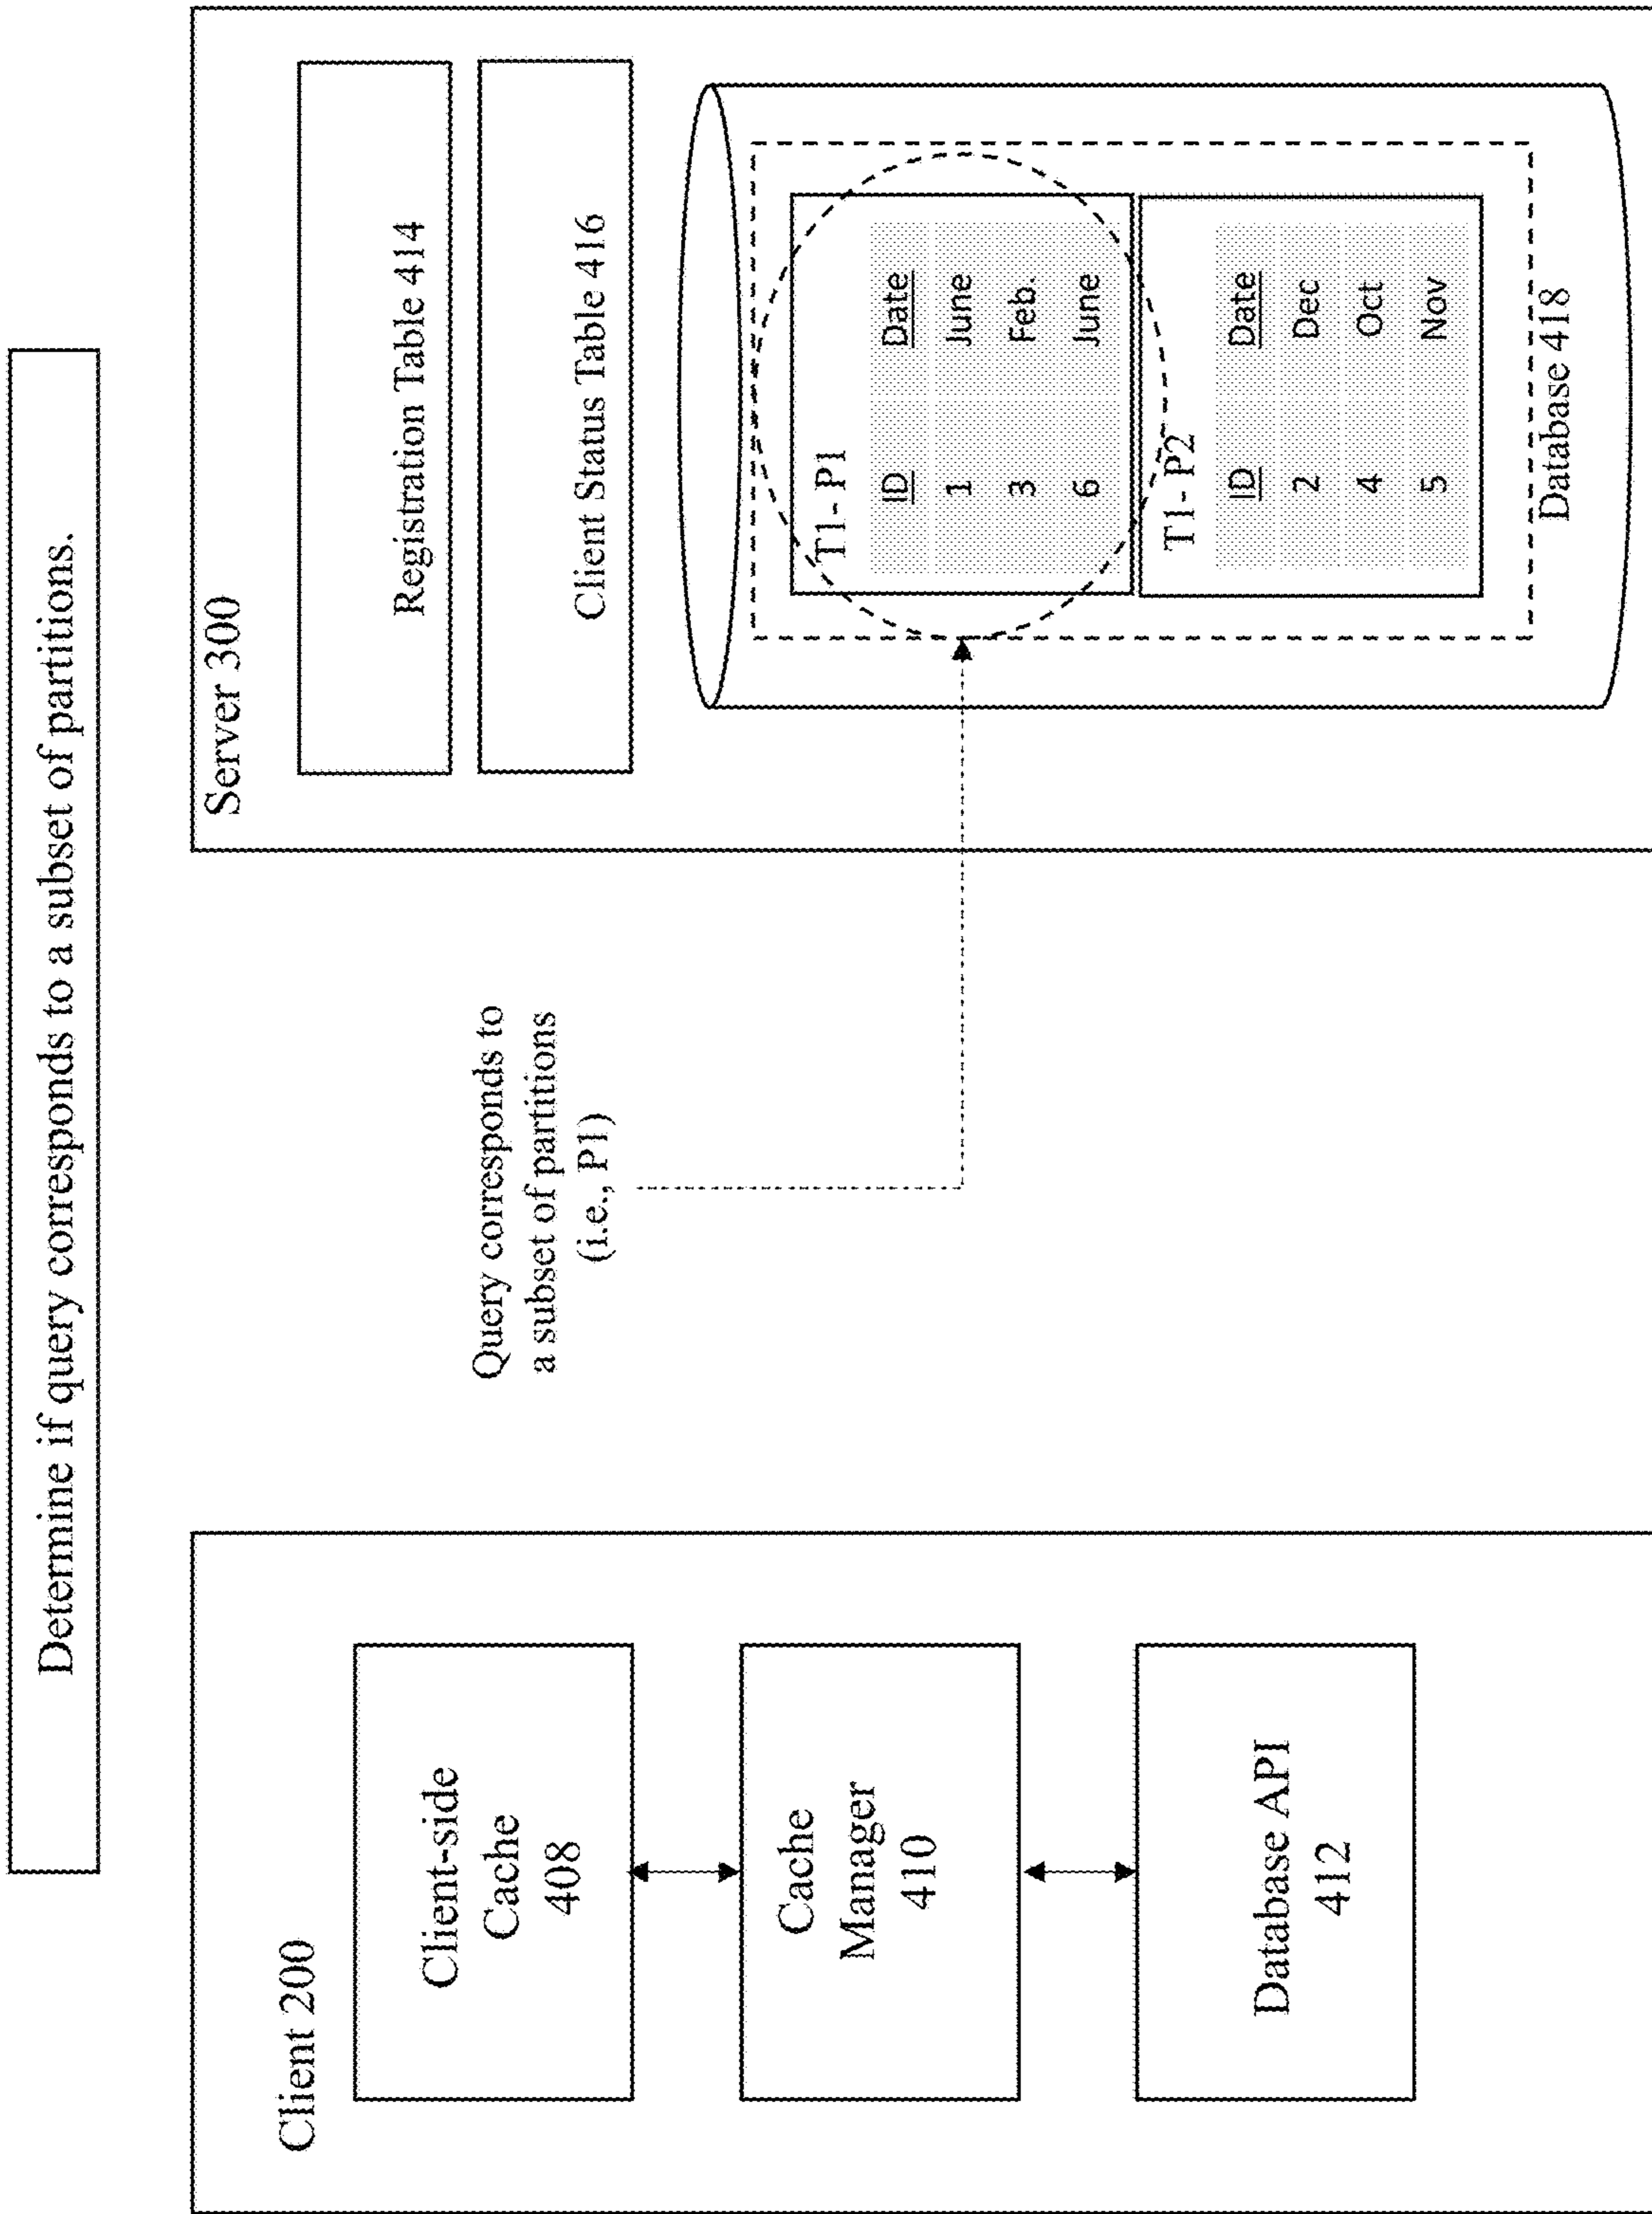 Determine if query corresponds to a subset of partitions.
Client 200
Client-side
Cache
408
Cache
Manager
410
Database API
412
Query corresponds to
a subset of partitions
(i.e., P1)
Server 300
Registration Table 414
Client Status Table 416
T1- P1
ID Date
1 June
3 Feb.
6 June
T1- P2
ID Date
2 Dec
4 Oct
5 Nov
Database 418